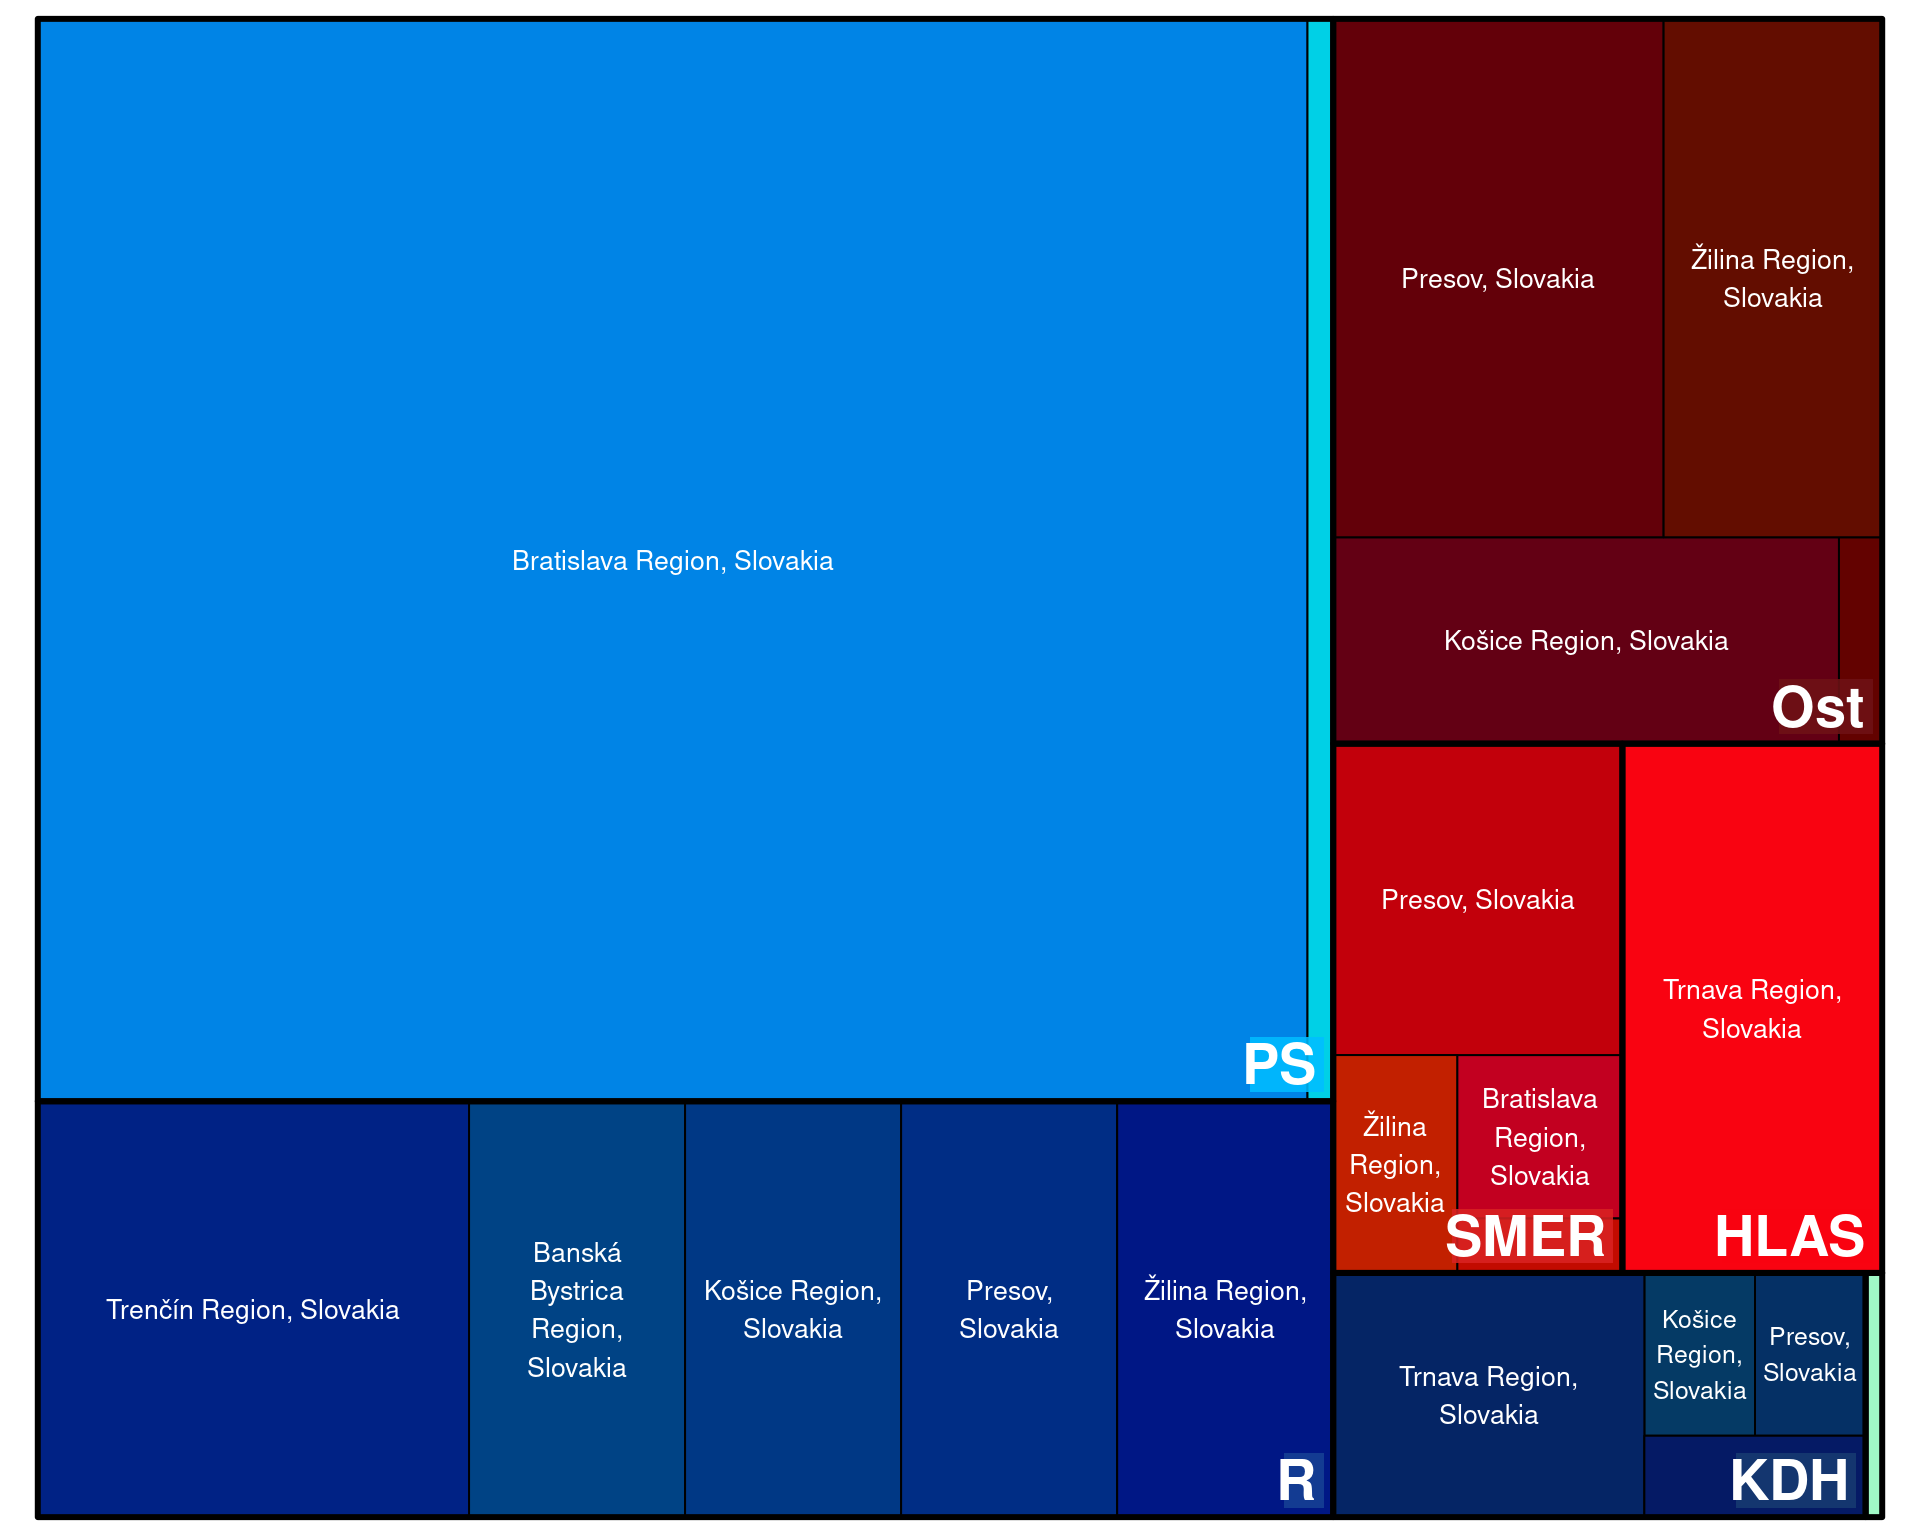 Bratislava Region, Slovakia
PS
Trenčín Region, Slovakia
Banská
Bystrica
Region,
Slovakia
Košice Region,
Slovakia
Presov,
Slovakia
Žilina Region,
Slovakia
R
Presov, Slovakia
Žilina Region,
Slovakia
Košice Region, Slovakia
Ost
Presov, Slovakia
Žilina
Region,
Slovakia
Bratislava
Region,
Slovakia
SMER
Trnava Region,
Slovakia
HLAS
Trnava Region,
Slovakia
Košice
Region,
Slovakia
Presov,
Slovakia
KDH